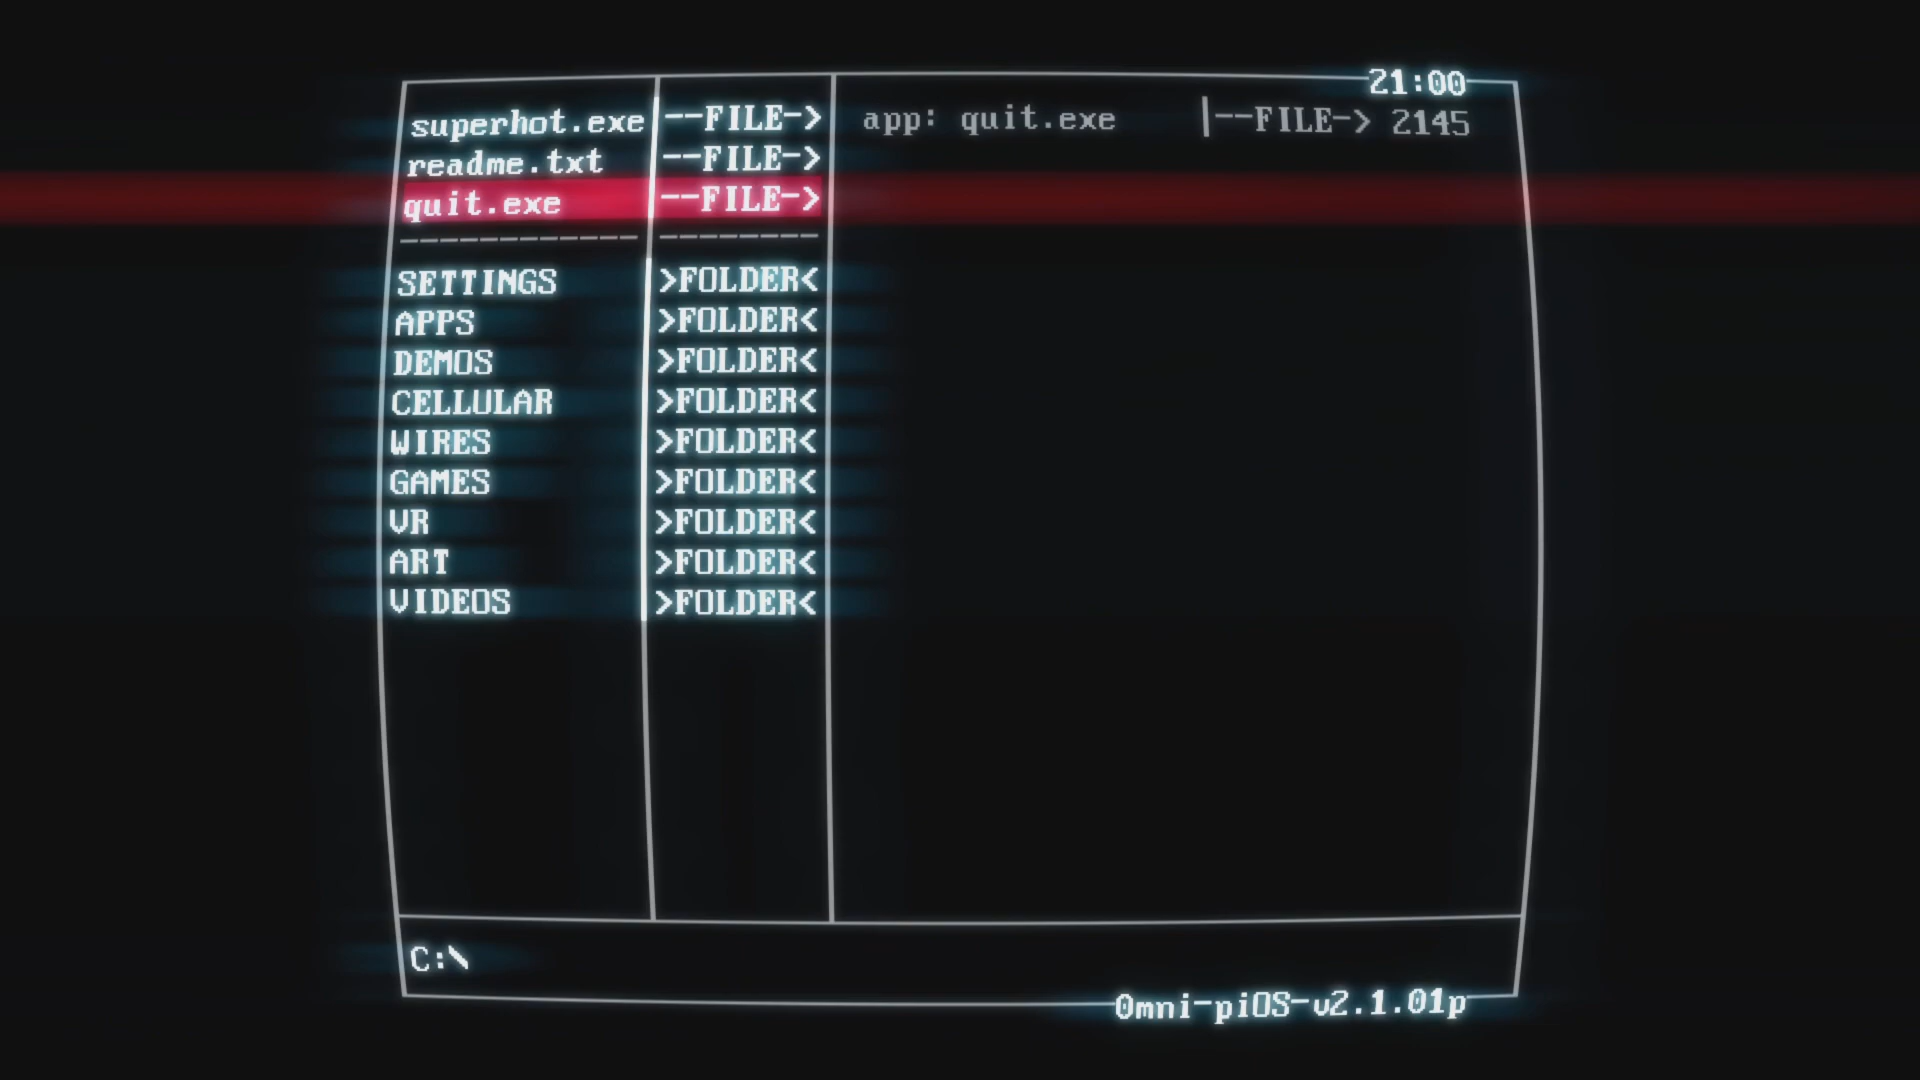 21:00
superhot.exe --FILE-> app: quit.exe |--FILE-> 2145
readme.txt --FILE->
quit.exe --FILE->
SETTINGS >FOLDER<
APPS >FOLDER<
DEMOS >FOLDER<
CELLULAR >FOLDER<
WIRES >FOLDER<
GAMES >FOLDER<
VR >FOLDER<
ART >FOLDER<
VIDEOS >FOLDER<
C:\
0mni-piOS-v2.1.01p